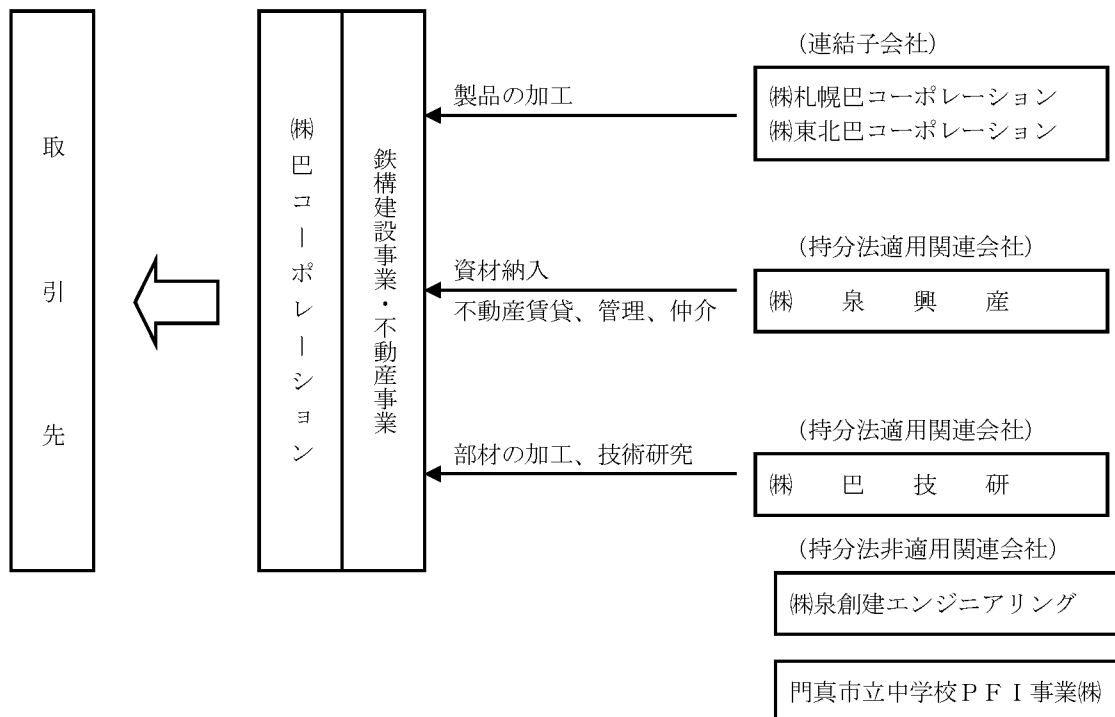 取引先
㈱巴コーポレーション
鉄構建設事業・不動産事業
製品の加工
(連結子会社)
㈱札幌巴コーポレーション
㈱東北巴コーポレーション
資材納入
不動産賃貸、管理、仲介
(持分法適用関連会社)
㈱　泉　興　産
部材の加工、技術研究
(持分法適用関連会社)
㈱　巴　技　研
(持分法非適用関連会社)
㈱泉創建エンジニアリング
門真市立中学校ＰＦＩ事業㈱